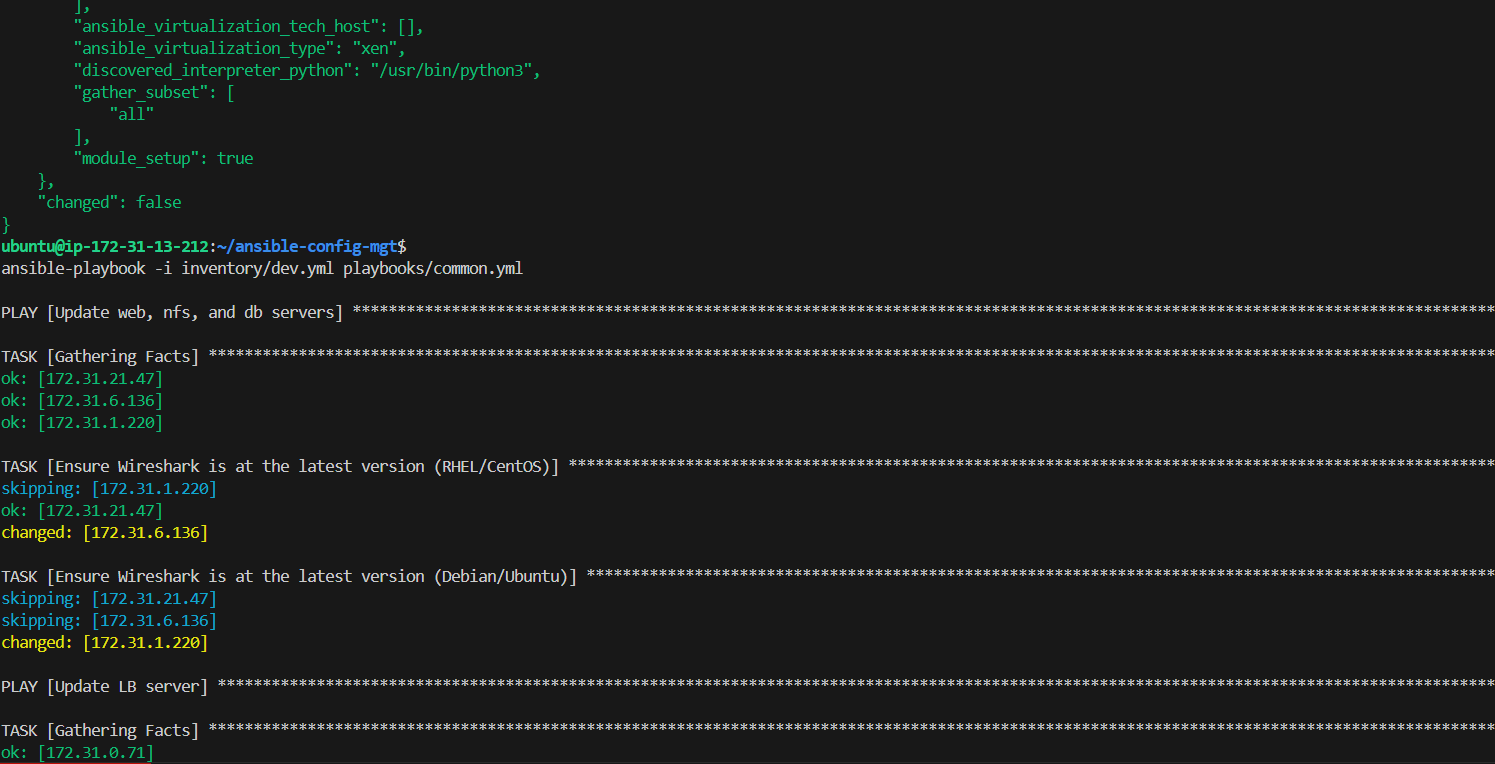 ],
"ansible_virtualization_tech_host": [],
"ansible_virtualization_type": "xen",
"discovered_interpreter_python": "/usr/bin/python3",
"gather_subset": [
"all"
],
"module_setup": true
},
"changed": false
}
ubuntu@ip-172-31-13-212:~/ansible-config-mgt$
ansible-playbook -i inventory/dev.yml playbooks/common.yml
PLAY [Update web, nfs, and db servers] *******************************************************************************************************************************
TASK [Gathering Facts] ***********************************************************************************************************************************************
ok: [172.31.21.47]
ok: [172.31.6.136]
ok: [172.31.1.220]
TASK [Ensure Wireshark is at the latest version (RHEL/CentOS)] *******************************************************************************************************
skipping: [172.31.1.220]
ok: [172.31.21.47]
changed: [172.31.6.136]
TASK [Ensure Wireshark is at the latest version (Debian/Ubuntu)] *****************************************************************************************************
skipping: [172.31.21.47]
skipping: [172.31.6.136]
changed: [172.31.1.220]
PLAY [Update LB server] **********************************************************************************************************************************************
TASK [Gathering Facts] ***********************************************************************************************************************************************
ok: [172.31.0.71]